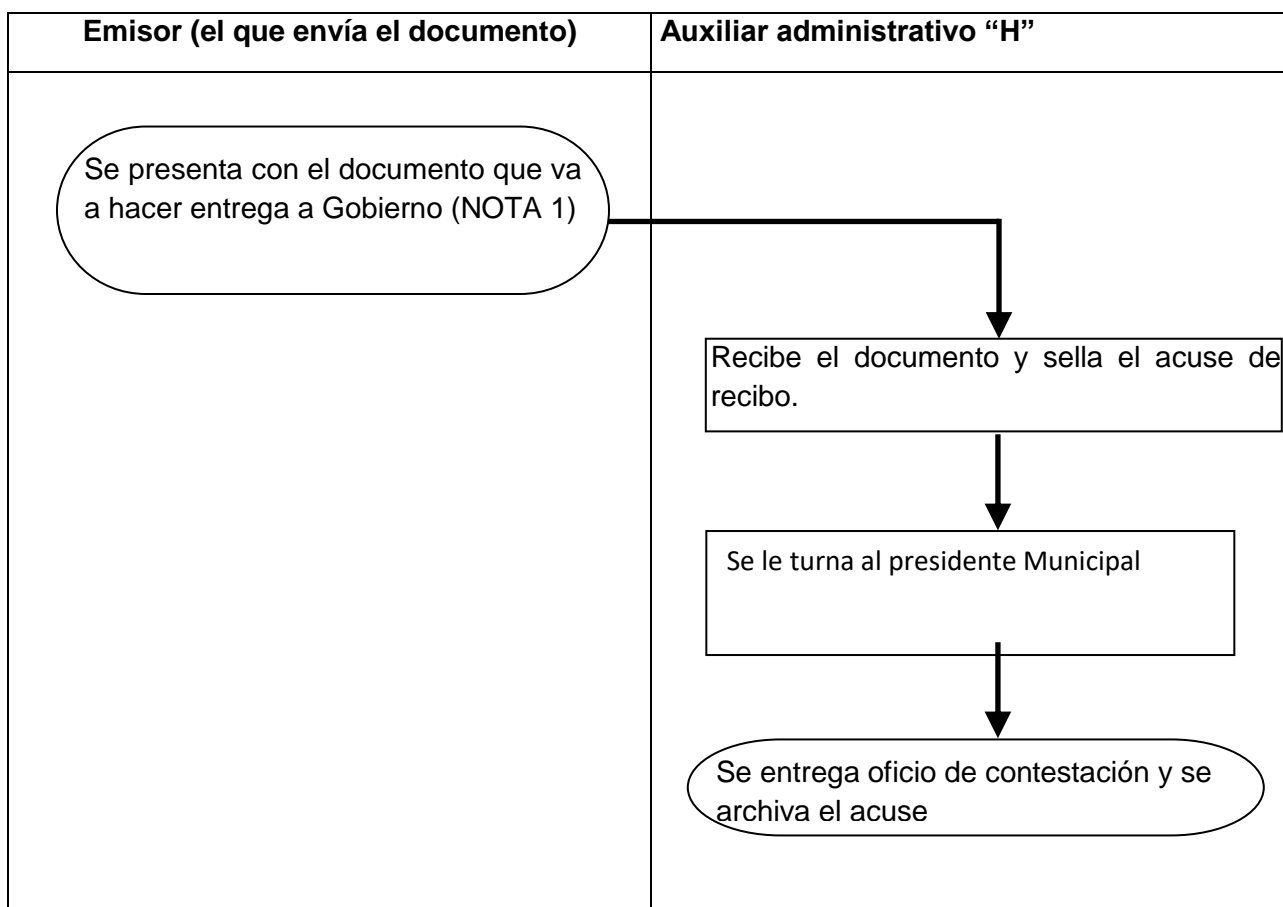 Emisor (el que envía el documento)
Auxiliar administrativo “H”
Se presenta con el documento que va
a hacer entrega a Gobierno (NOTA 1)
Recibe el documento y sella el acuse de
recibo.
Se le turna al presidente Municipal
Se entrega oficio de contestación y se
archiva el acuse